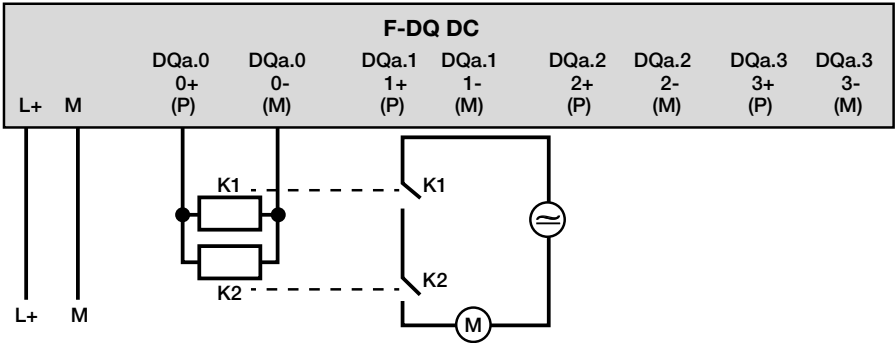 F-DQ DC
DQa.0 DQa.0 DQa.1 DQa.1 DQa.2 DQa.2 DQa.3 DQa.3
0+ 0- 1+ 1- 2+ 2- 3+ 3-
L+ M (P) (M) (P) (M) (P) (M) (P) (M)
K1 K1
K2
K2
L+ M M